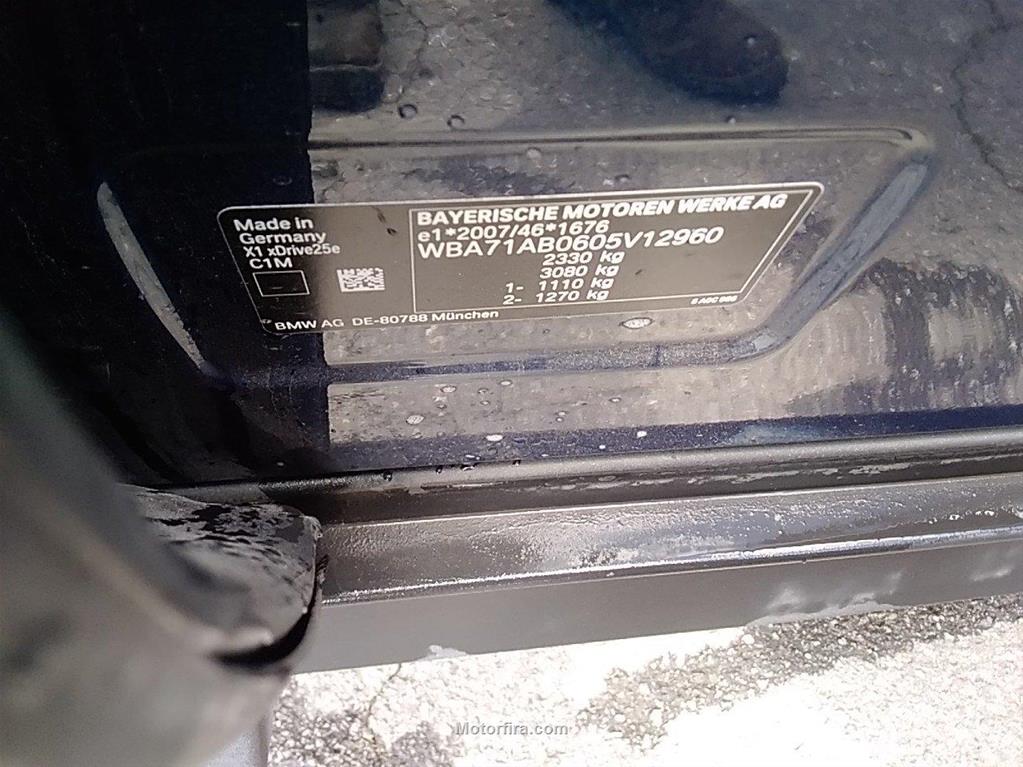 Made in
Germany
X1 xDrive25e
C1M
BAYERISCHE MOTOREN WERKE AG
e1*2007/46*1676
WBA71AB0605V12960
2330 kg
3080 kg
1- 1110 kg
2- 1270 kg
BMW AG DE-80788 München
Motorfira.com